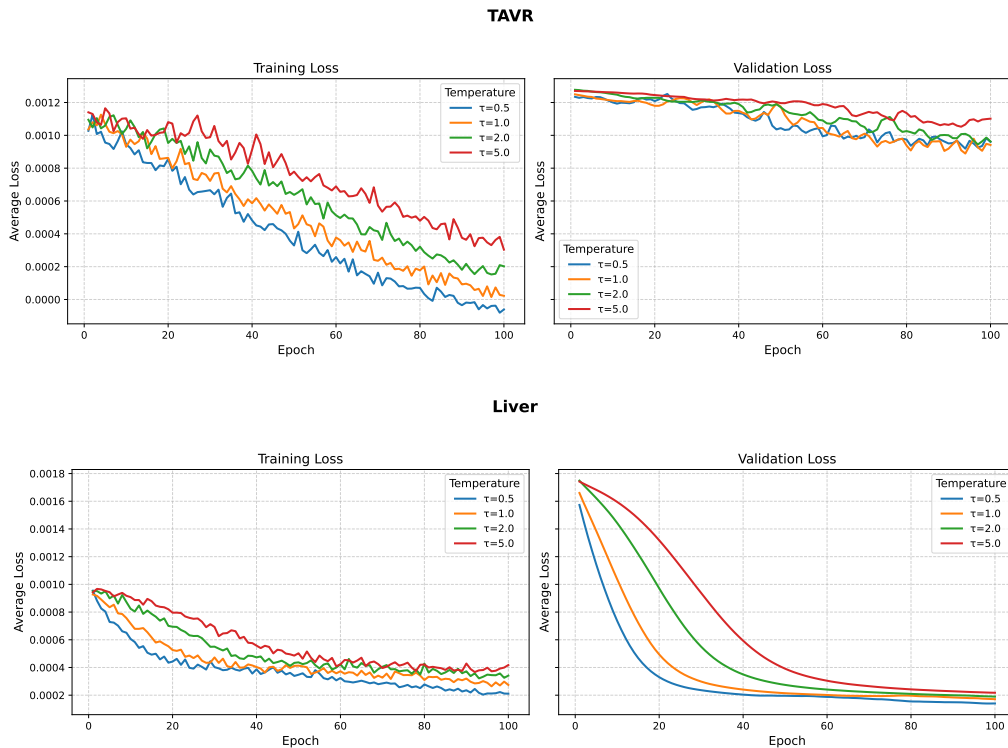 TAVR
Training Loss
Validation Loss
Average Loss
0.0012
0.0010
0.0008
0.0006
0.0004
0.0002
0.0000
Temperature
τ=0.5
τ=1.0
τ=2.0
τ=5.0
0 20 40 60 80 100
Epoch
Average Loss
Temperature
τ=0.5
τ=1.0
τ=2.0
τ=5.0
0 20 40 60 80 100
Epoch
Liver
Training Loss
Validation Loss
Average Loss
0.0018
0.0016
0.0014
0.0012
0.0010
0.0008
0.0006
0.0004
0.0002
Temperature
τ=0.5
τ=1.0
τ=2.0
τ=5.0
0 20 40 60 80 100
Epoch
Average Loss
Temperature
τ=0.5
τ=1.0
τ=2.0
τ=5.0
0 20 40 60 80 100
Epoch